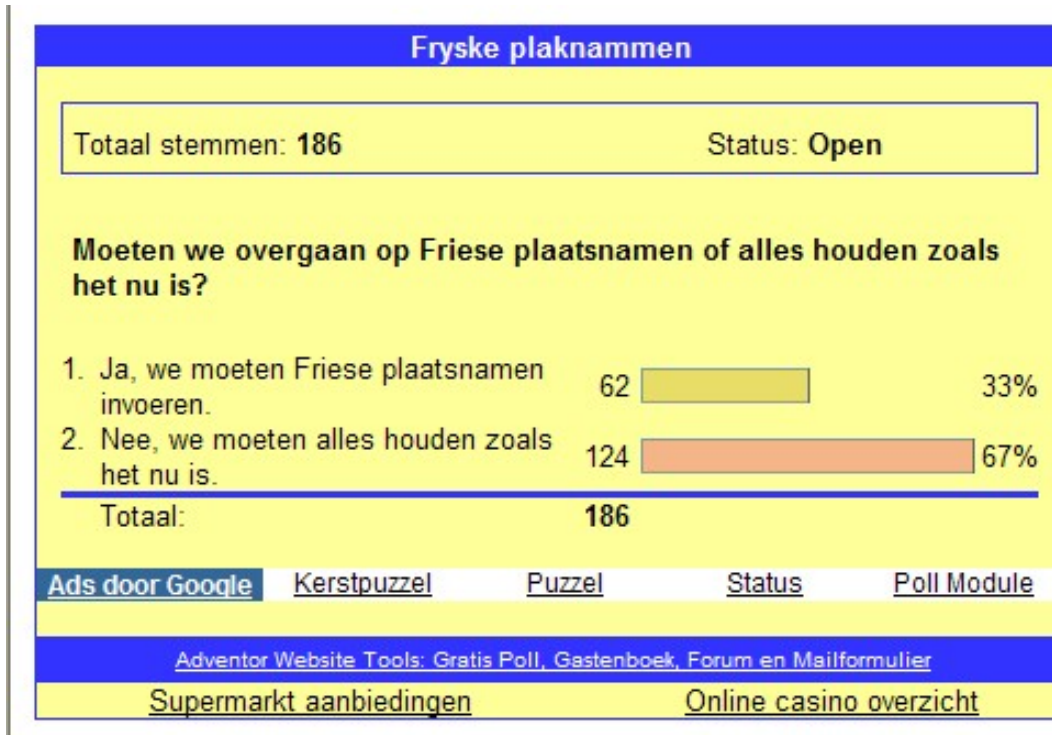 Fryske plaknammen
Totaal stemmen: 186 Status: Open
Moeten we overgaan op Friese plaatsnamen of alles houden zoals
het nu is?
1. Ja, we moeten Friese plaatsnamen
invoeren. 62 33%
2. Nee, we moeten alles houden zoals
het nu is. 124 67%
Totaal: 186
Ads door Google Kerstpuzzel Puzzel Status Poll Module
Adventor Website Tools: Gratis Poll, Gastenboek, Forum en Mailformulier
Supermarkt aanbiedingen Online casino overzicht